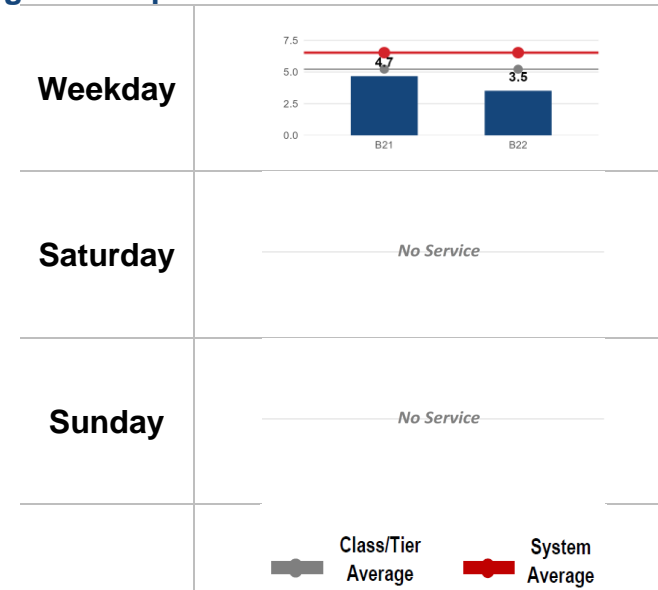 Weekday
7.5
5.0
2.5
0.0
4.7
3.5
B21
B22
Saturday
No Service
Sunday
No Service
Class/Tier
Average
System
Average